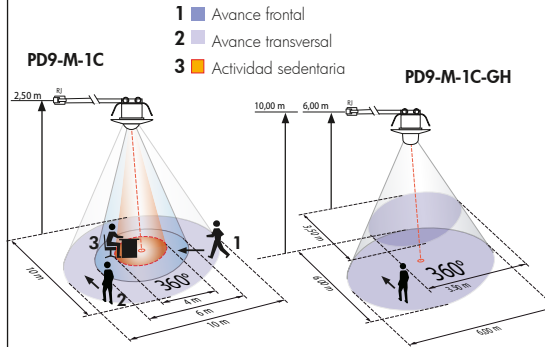 1 Avance frontal
2 Avance transversal
3 Actividad sedentaria
PD9-M-1C
2,50 m
RJ
3
1
2
360°
4 m
6 m
10 m
10 m
PD9-M-1C-GH
10,00 m
6,00 m
RJ
3,50 m
6,00 m
360°
3,50 m
6,00 m